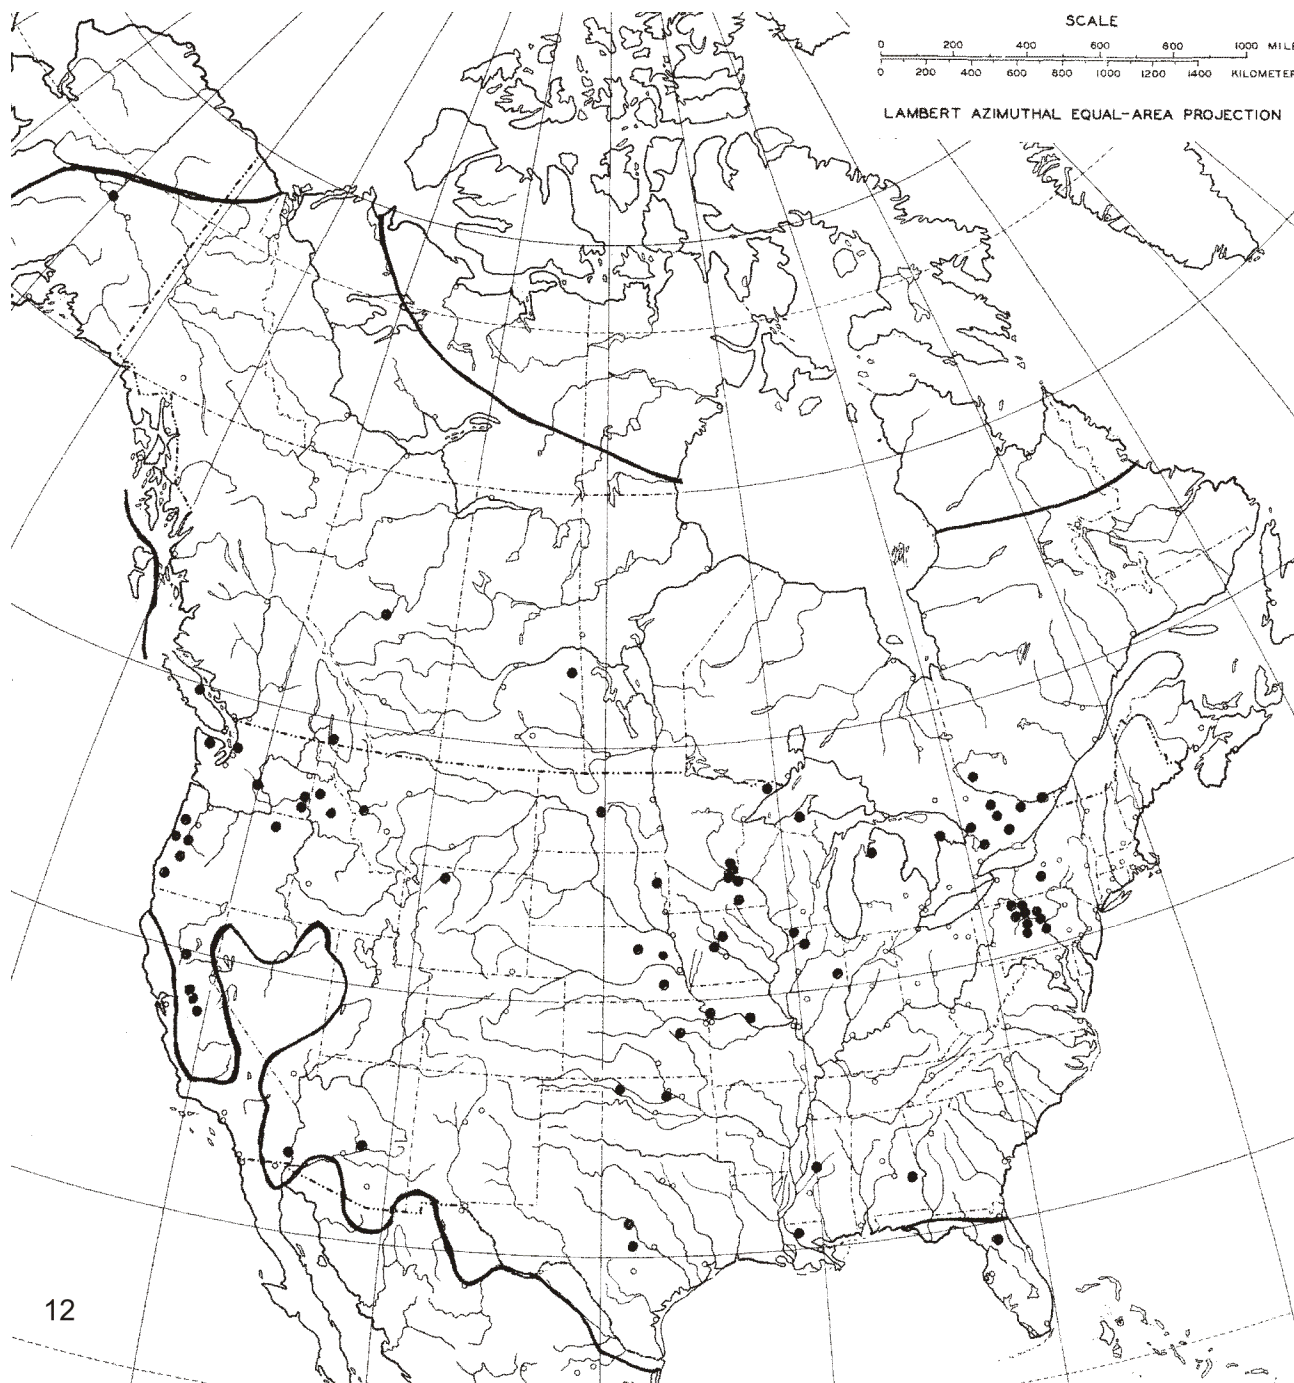 SCALE
0 200 400 600 800 1000 MILE
0 200 400 600 800 1000 1200 1400 KILOMETER
LAMBERT AZIMUTHAL EQUAL-AREA PROJECTION
12